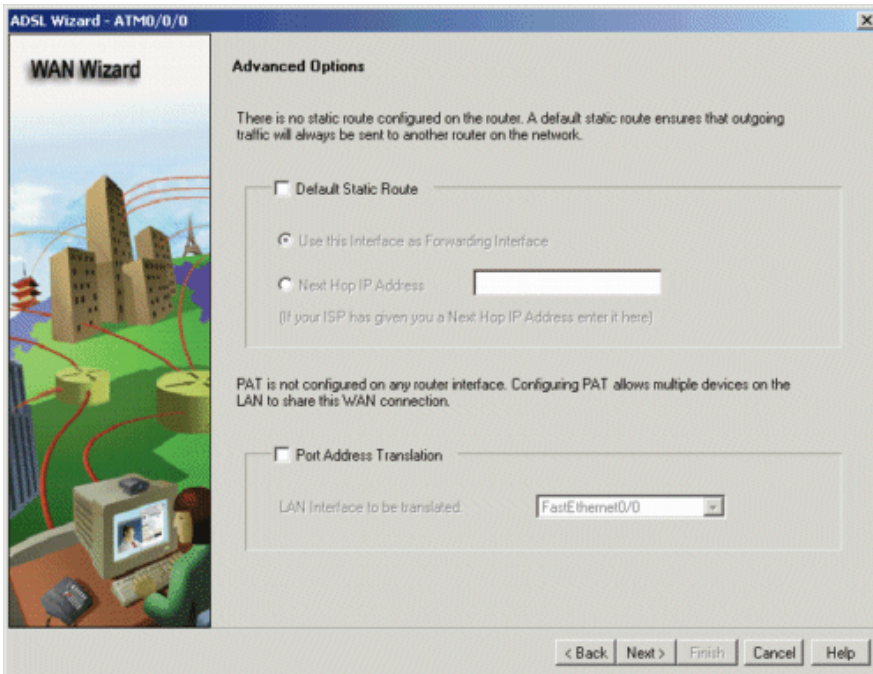 ADSL Wizard - ATM0/0/0
WAN Wizard
Advanced Options
There is no static route configured on the router. A default static route ensures that outgoing
traffic will always be sent to another router on the network.
Default Static Route
Use this Interface as Forwarding Interface
Next Hop IP Address
(If your ISP has given you a Next Hop IP Address enter it here)
PAT is not configured on any router interface. Configuring PAT allows multiple devices on the
LAN to share this WAN connection.
Port Address Translation
LAN Interface to be translated:
FastEthernet0/0
< Back
Next >
Finish
Cancel
Help